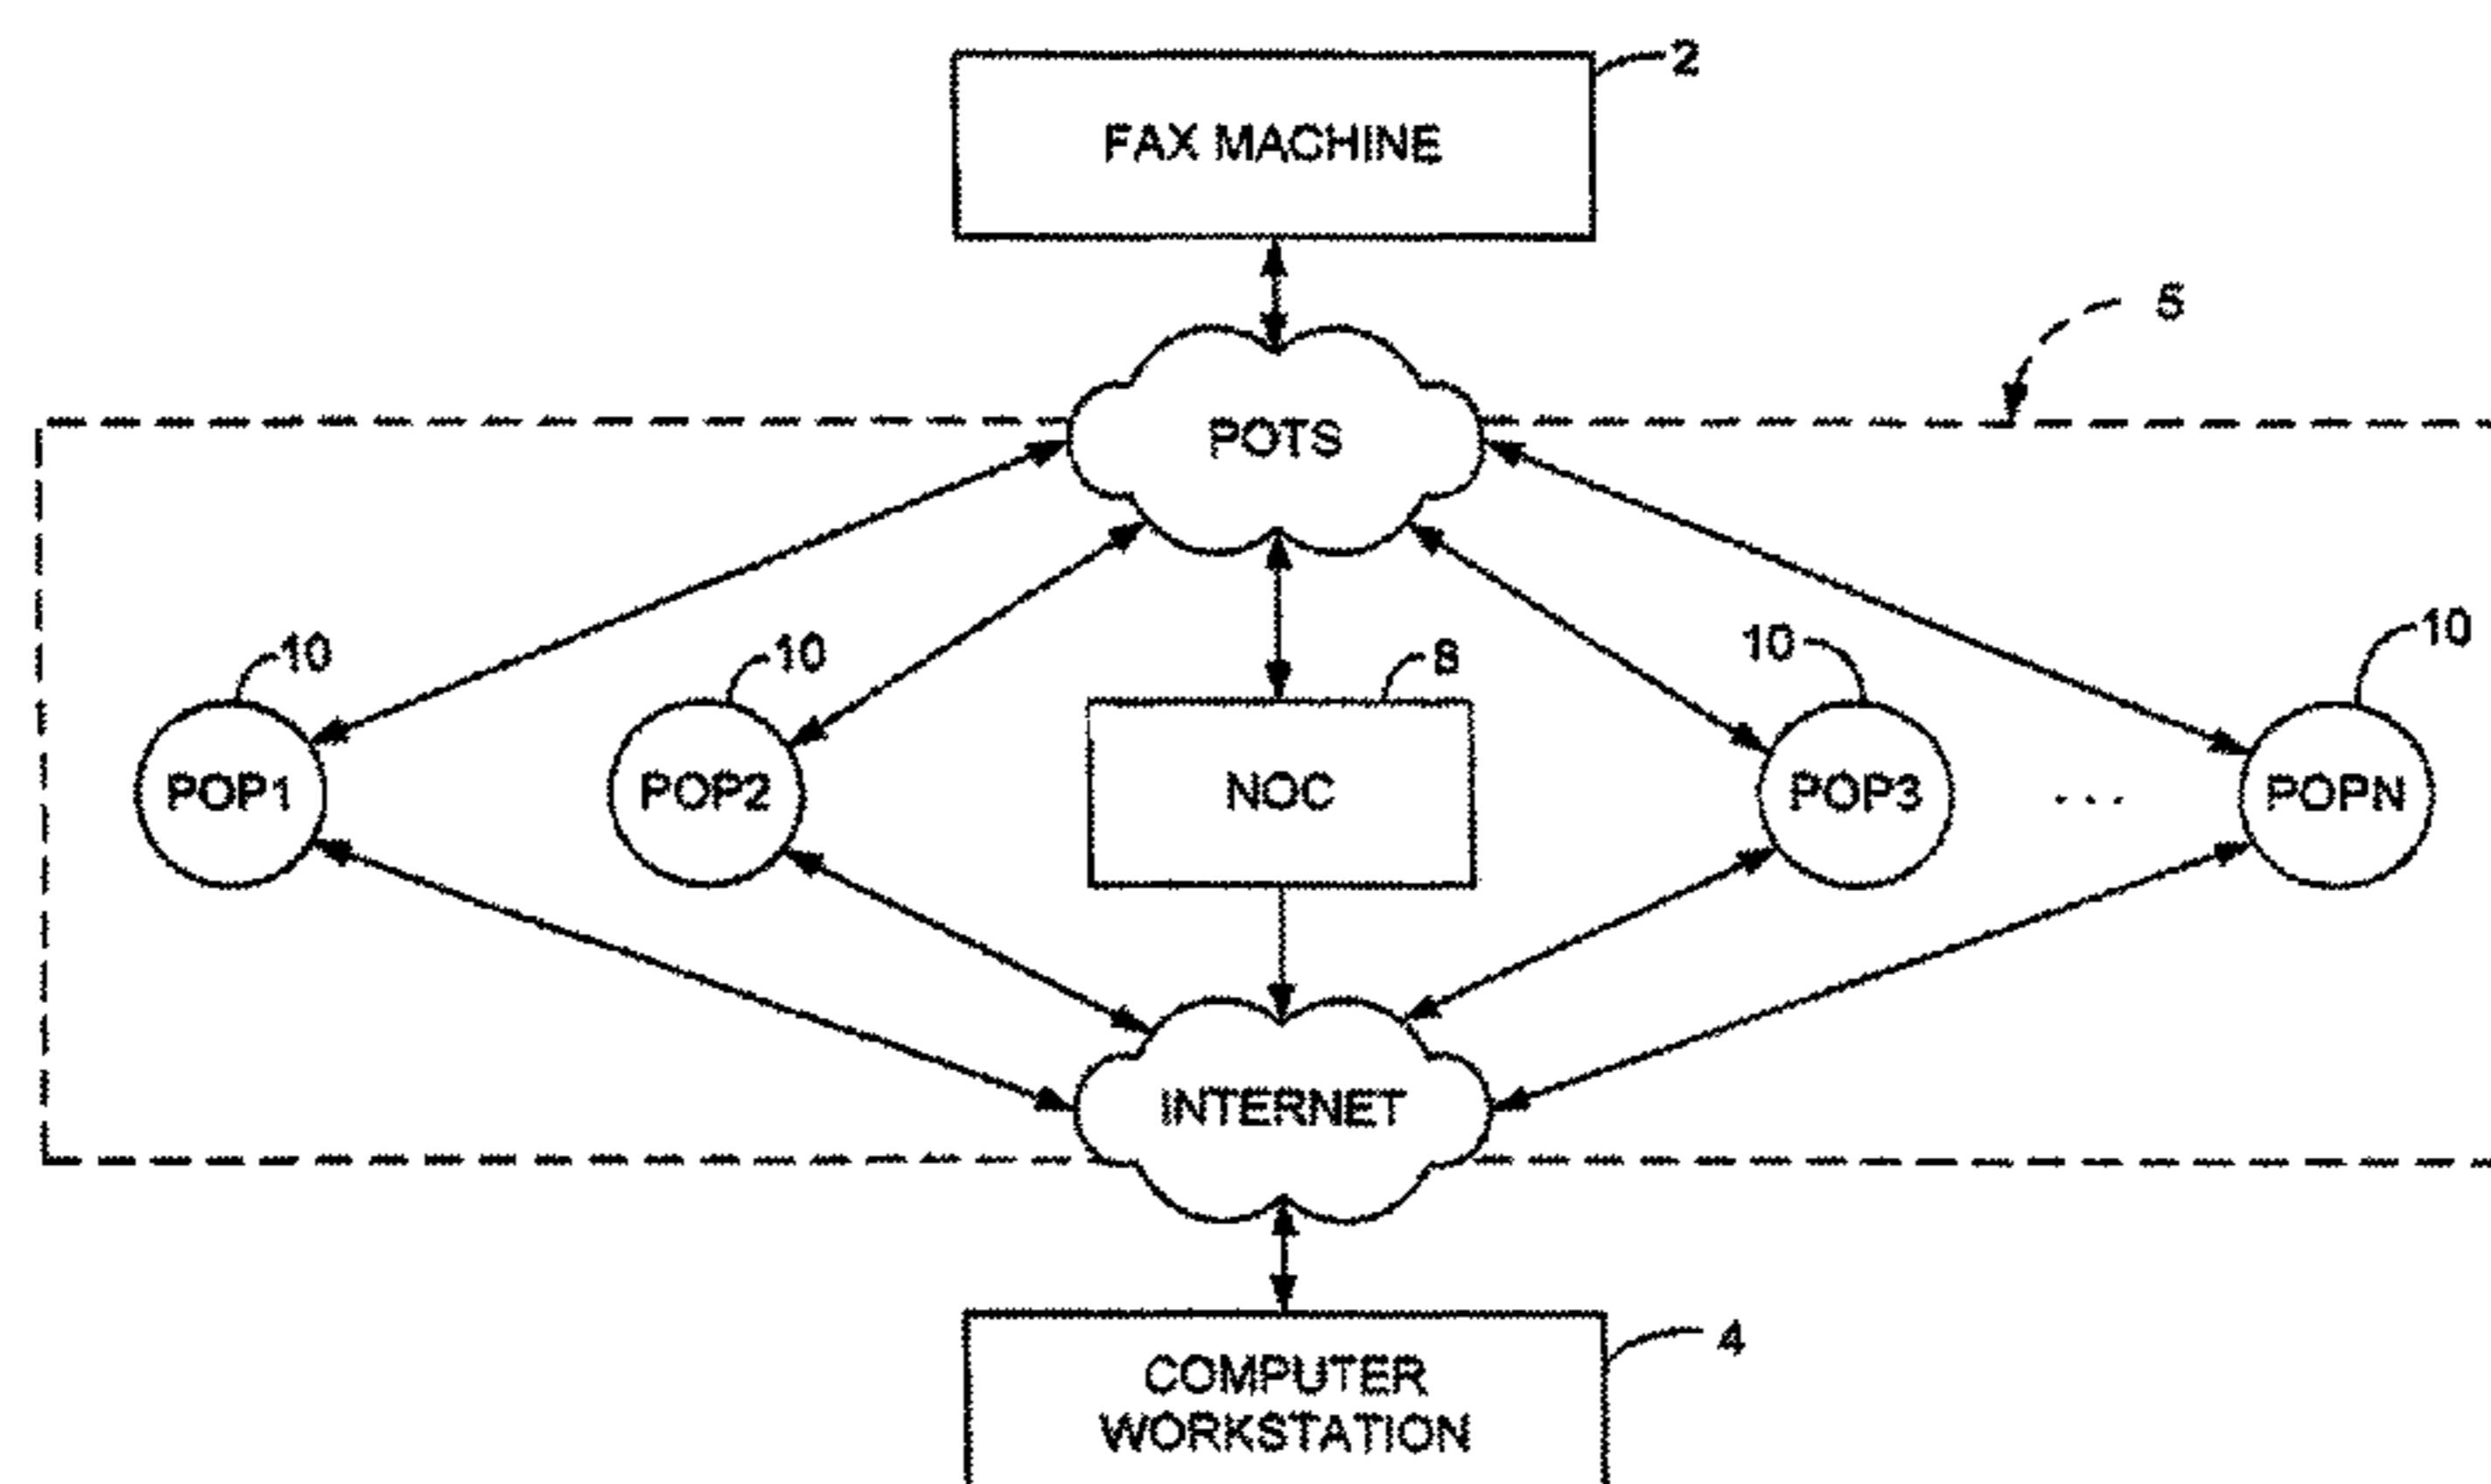 2
FAX MACHINE
5
POTS
10
10
8
10
10
POP1
POP2
NOC
POP3
. . .
POPN
INTERNET
4
COMPUTER
WORKSTATION